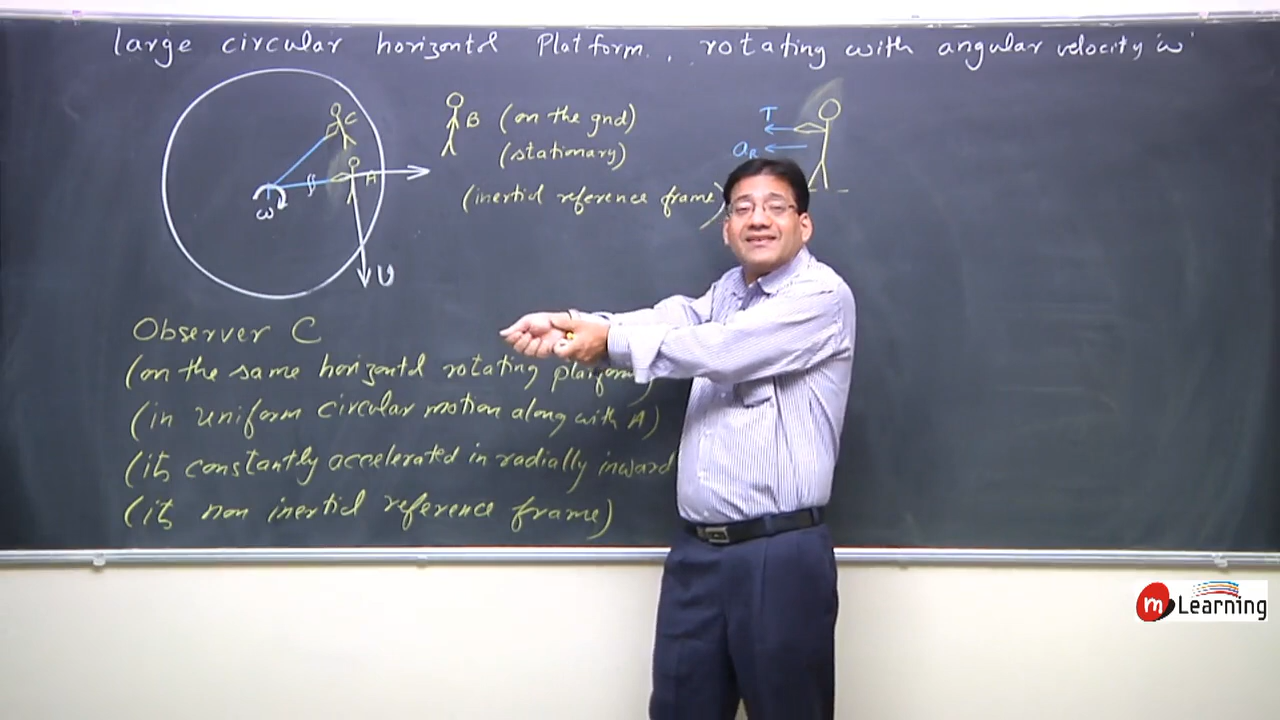 large circular horizontal Platform, rotating with angular velocity 'ω'
C
A
ω
υ
B (on the gnd)
(stationary)
(inertial reference frame)
T
aR
Observer C
(on the same horizontal rotating platform)
(in uniform circular motion along with A)
(its constantly accelerated in radially inward
(its non inertial reference frame)
m Learning